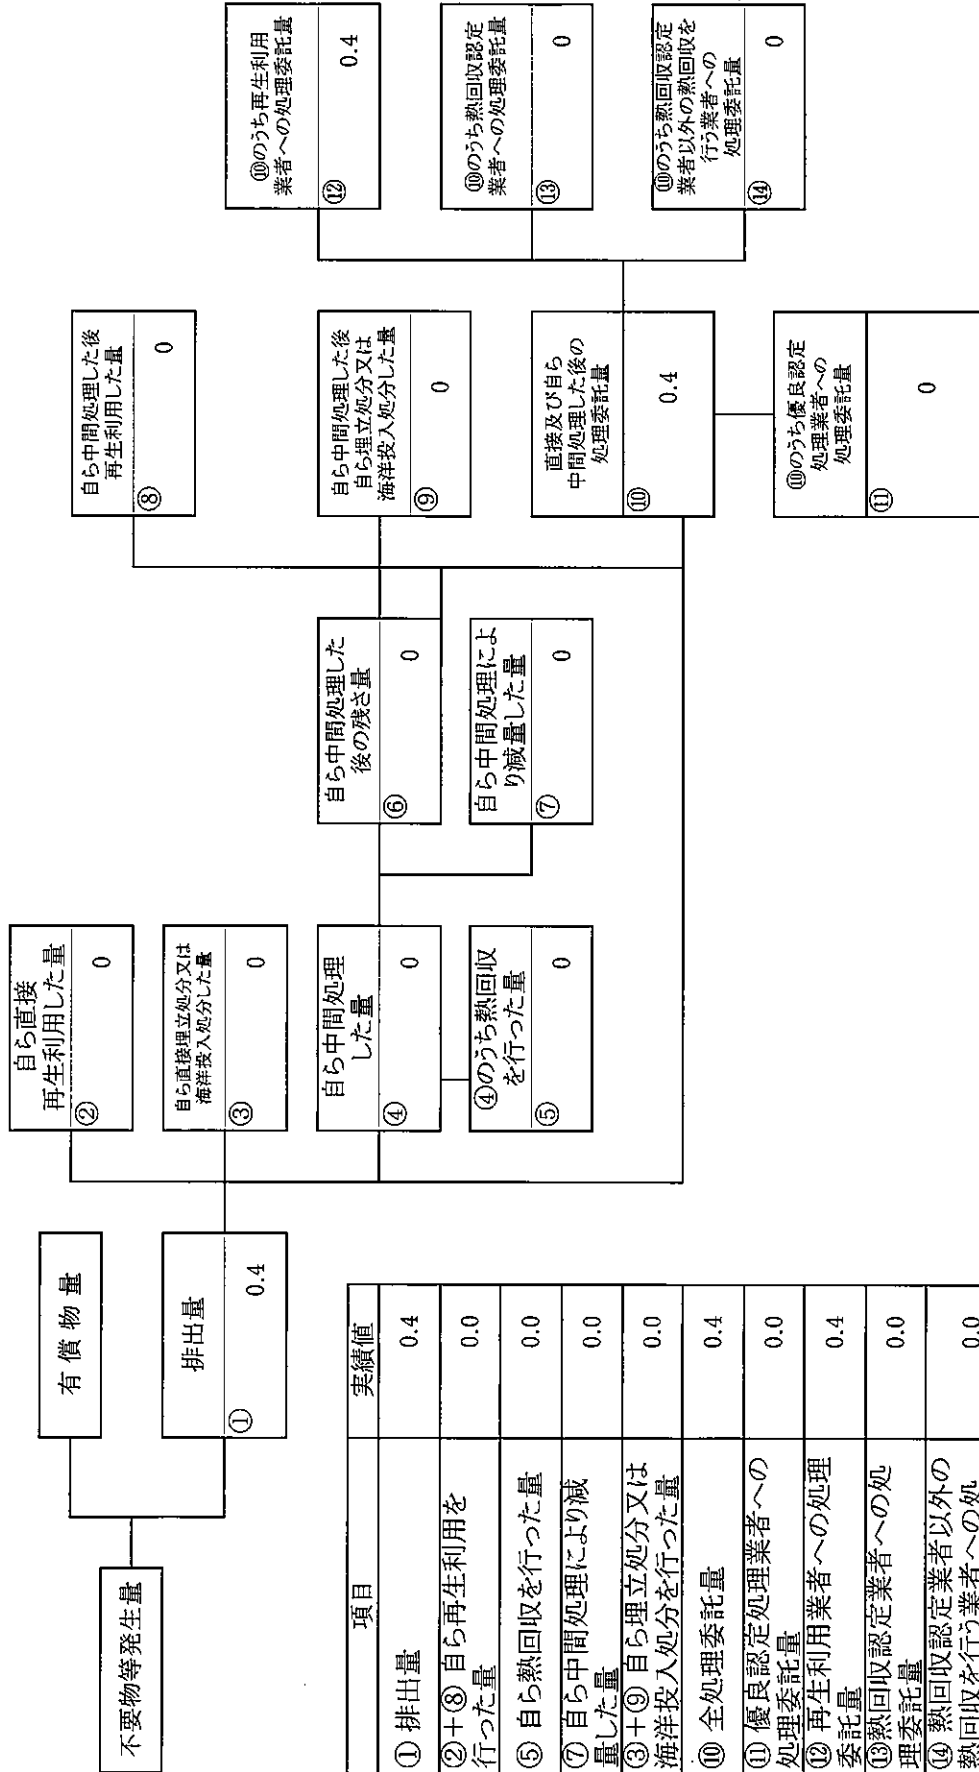 不要物等発生量
有償物量
排出量
①
0.4
自ら直接
再生利用した量
②
0
自ら直接埋立処分又は
海洋投入処分した量
③
0
自ら中間処理
した量
④
0
④のうち熱回収
を行った量
⑤
0
自ら中間処理した
後の残さ量
⑥
0
自ら中間処理によ
り減量した量
⑦
0
自ら中間処理した後
再生利用した量
⑧
0
自ら中間処理した後
自ら埋立処分又は
海洋投入処分した量
⑨
0
直接及び自ら
中間処理した後の
処理委託量
⑩
0.4
⑩のうち優良認定
処理業者への
処理委託量
⑪
0
⑩のうち再生利用
業者への処理委託量
⑫
0.4
⑩のうち熱回収認定
業者への処理委託量
⑬
0
⑩のうち熱回収認定
業者以外の熱回収を
行う業者への
処理委託量
⑭
0
項目 実績値
①排出量 0.4
②+⑧ 自ら再生利用を
行った量 0.0
⑤ 自ら熱回収を行った量 0.0
⑦ 自ら中間処理により減
量した量 0.0
③+⑨ 自ら埋立処分又は
海洋投入処分を行った量 0.0
⑩ 全処理委託量 0.4
⑪ 優良認定処理業者への
処理委託量 0.0
⑫ 再生利用業者への処理
委託量 0.4
⑬熱回収認定業者への処
理委託量 0.0
⑭ 熱回収認定業者以外の
熱回収を行う業者への処 0.0